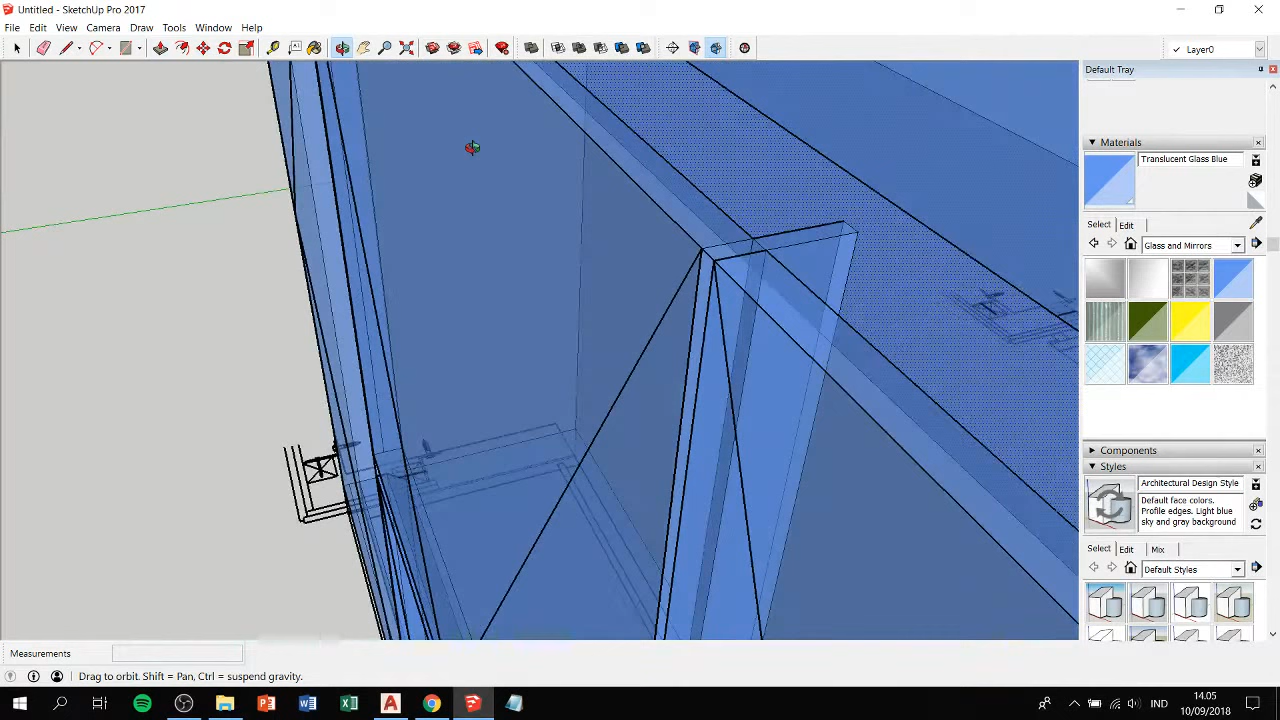 Untitled - SketchUp Pro 2017
File Edit View Camera Draw Tools Window Help
Layer0
Default Tray
Materials
Translucent Glass Blue
Select Edit
Glass and Mirrors
Components
Styles
Architectural Design Style
Default face colors.
Profile edges. Light blue
sky and gray background
Select Edit Mix
Default Styles
Measurements
Drag to orbit. Shift = Pan, Ctrl = suspend gravity.
IND
14.05
10/09/2018